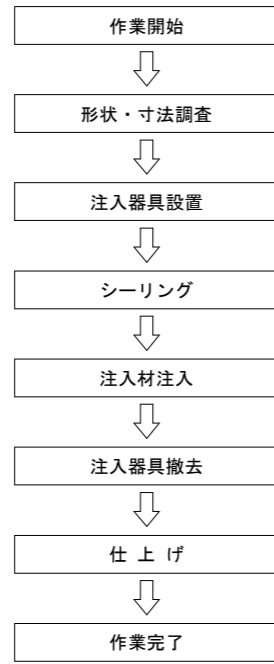 作業開始
形状・寸法調査
注入器具設置
シーリング
注入材注入
注入器具撤去
仕 上 げ
作業完了